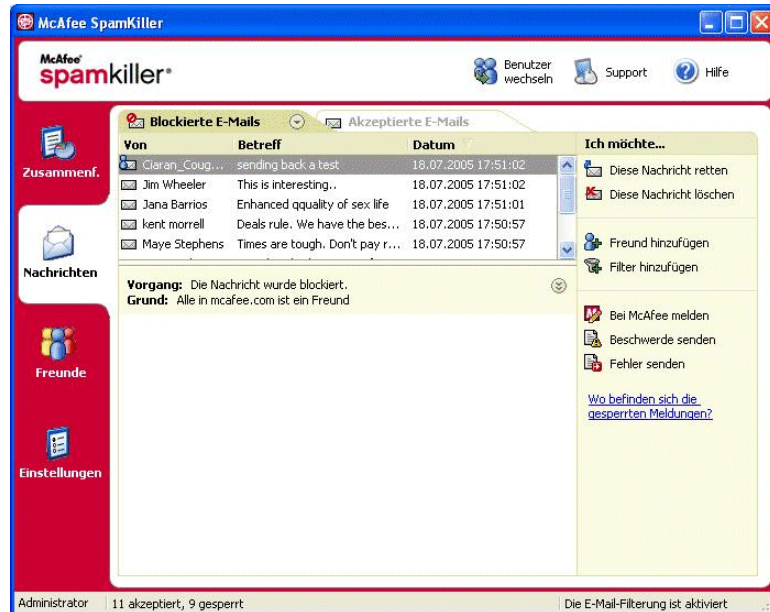 McAfee SpamKiller
McAfee®
spamkiller®
Benutzer wechseln
Support
Hilfe
Zusammenf.
Nachrichten
Freunde
Einstellungen
Blockierte E-Mails
Akzeptierte E-Mails
Von Betreff Datum
Ciaran_Coug... sending back a test 18.07.2005 17:51:02
Jim Wheeler This is interesting.. 18.07.2005 17:51:02
Jana Barrios Enhanced qquality of sex life 18.07.2005 17:51:01
kent morrell Deals rule. We have the bes... 18.07.2005 17:50:57
Maye Stephens Times are tough. Don't pay r... 18.07.2005 17:50:57
Vorgang: Die Nachricht wurde blockiert.
Grund: Alle in mcafee.com ist ein Freund
Ich möchte...
Diese Nachricht retten
Diese Nachricht löschen
Freund hinzufügen
Filter hinzufügen
Bei McAfee melden
Beschwerde senden
Fehler senden
Wo befinden sich die
gesperrten Meldungen?
Administrator
11 akzeptiert, 9 gesperrt
Die E-Mail-Filterung ist aktiviert